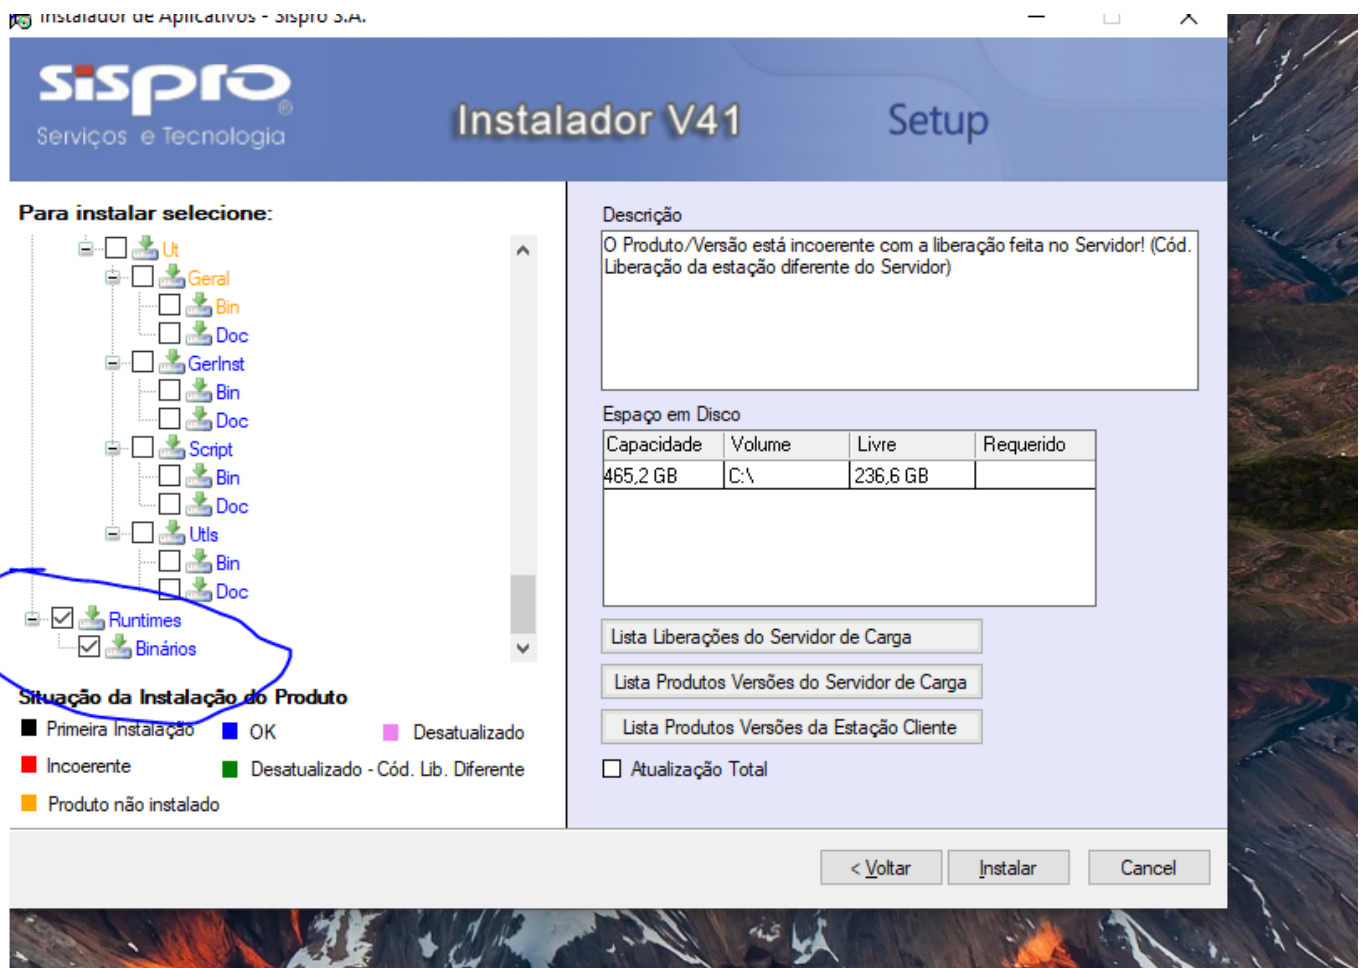 Instalador de Aplicativos - Sispro S.A.
sispro
®
Serviços e Tecnologia
Instalador V41
Setup
Para instalar selecione:
Ut
Geral
Bin
Doc
GerInst
Bin
Doc
Script
Bin
Doc
Utls
Bin
Doc
Runtimes
Binários
Situação da Instalação do Produto
Primeira Instalação
OK
Desatualizado
Incoerente
Desatualizado - Cód. Lib. Diferente
Produto não instalado
Descrição
O Produto/Versão está incoerente com a liberação feita no Servidor! (Cód.
Liberação da estação diferente do Servidor)
Espaço em Disco
Capacidade Volume Livre Requerido
465,2 GB C:\ 236,6 GB
Lista Liberações do Servidor de Carga
Lista Produtos Versões do Servidor de Carga
Lista Produtos Versões da Estação Cliente
Atualização Total
< Voltar
Instalar
Cancel